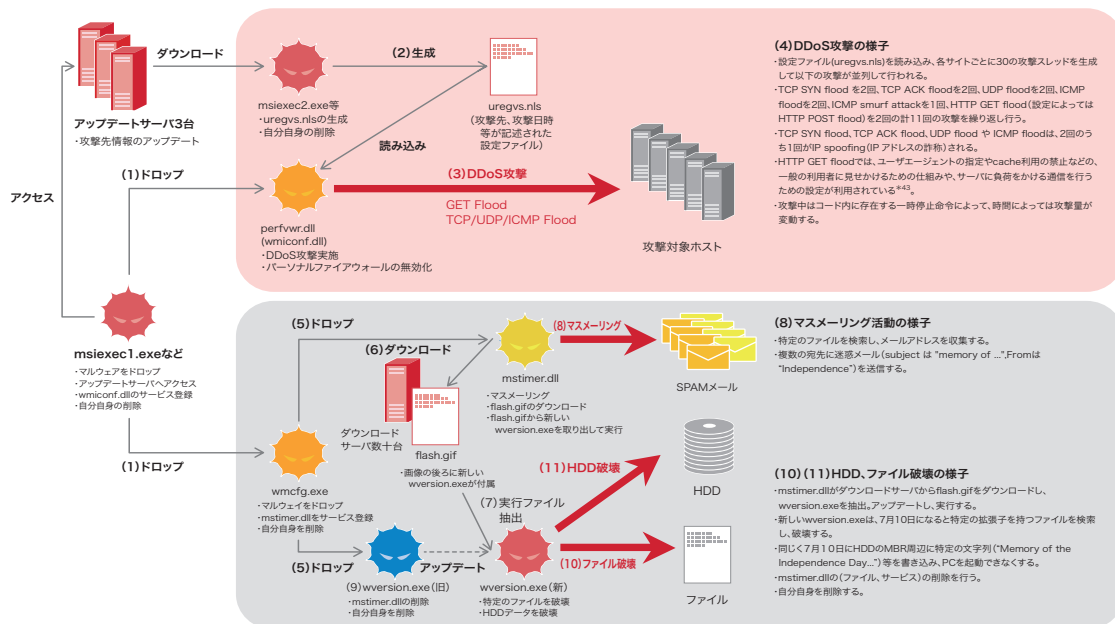 ダウンロード
アップデートサーバ3台
・攻撃先情報のアップデート
アクセス
(1)ドロップ
msiexec1.exeなど
・マルウェアをドロップ
・アップデートサーバへアクセス
・wmiconf.dllのサービス登録
・自分自身の削除
(1)ドロップ
msiexec2.exe等
・uregvs.nlsの生成
・自分自身の削除
(2)生成
uregvs.nls
(攻撃先、攻撃日時
等が記述された
設定ファイル)
読み込み
perfvwr.dll
(wmiconf.dll)
・DDoS攻撃実施
・パーソナルファイアウォールの無効化
(3)DDoS攻撃
GET Flood
TCP/UDP/ICMP Flood
攻撃対象ホスト
(4)DDoS攻撃の様子
・設定ファイル(uregvs.nls)を読み込み、各サイトごとに30の攻撃スレッドを生成
して以下の攻撃が並列して行われる。
・TCP SYN flood を2回、TCP ACK floodを2回、UDP floodを2回、ICMP
floodを2回、ICMP smurf attackを1回、HTTP GET flood(設定によっては
HTTP POST flood)を2回の計11回の攻撃を繰り返し行う。
・TCP SYN flood、TCP ACK flood、UDP flood や ICMP floodは、2回のう
ち1回がIP spoofing(IP アドレスの詐称)される。
・HTTP GET floodでは、ユーザエージェントの指定やcache利用の禁止などの、
一般の利用者に見せかけるための仕組みや、サーバに負荷をかける通信を行う
ための設定が利用されている*43。
・攻撃中はコード内に存在する一時停止命令によって、時間によっては攻撃量が
変動する。
(5)ドロップ
(6)ダウンロード
ダウンロード
サーバ数十台
flash.gif
・画像の後ろに新しい
wversion.exeが付属
mstimer.dll
・マスメーリング
・flash.gifのダウンロード
・flash.gifから新しい
wversion.exeを取り出して実行
(8)マスメーリング
SPAMメール
(8)マスメーリング活動の様子
・特定のファイルを検索し、メールアドレスを収集する。
・複数の宛先に迷惑メール(subject は "memory of ...",Fromは
"Independence")を送信する。
wmcfg.exe
・マルウェイをドロップ
・mstimer.dllをサービス登録
・自分自身を削除
(5)ドロップ
(9)wversion.exe(旧)
・mstimer.dllの削除
・自分自身を削除
アップデート
(7)実行ファイル
抽出
wversion.exe(新)
・特定のファイルを破壊
・HDDデータを破壊
(11)HDD破壊
HDD
(10)ファイル破壊
ファイル
(10)(11)HDD、ファイル破壊の様子
・mstimer.dllがダウンロードサーバからflash.gifをダウンロードし、
wversion.exeを抽出。アップデートし、実行する。
・新しいwversion.exeは、7月10日になると特定の拡張子を持つファイルを検索
し、破壊する。
・同じく7月10日にHDDのMBR周辺に特定の文字列("Memory of the
Independence Day...")等を書き込み、PCを起動できなくする。
・mstimer.dllの(ファイル、サービス)の削除を行う。
・自分自身を削除する。